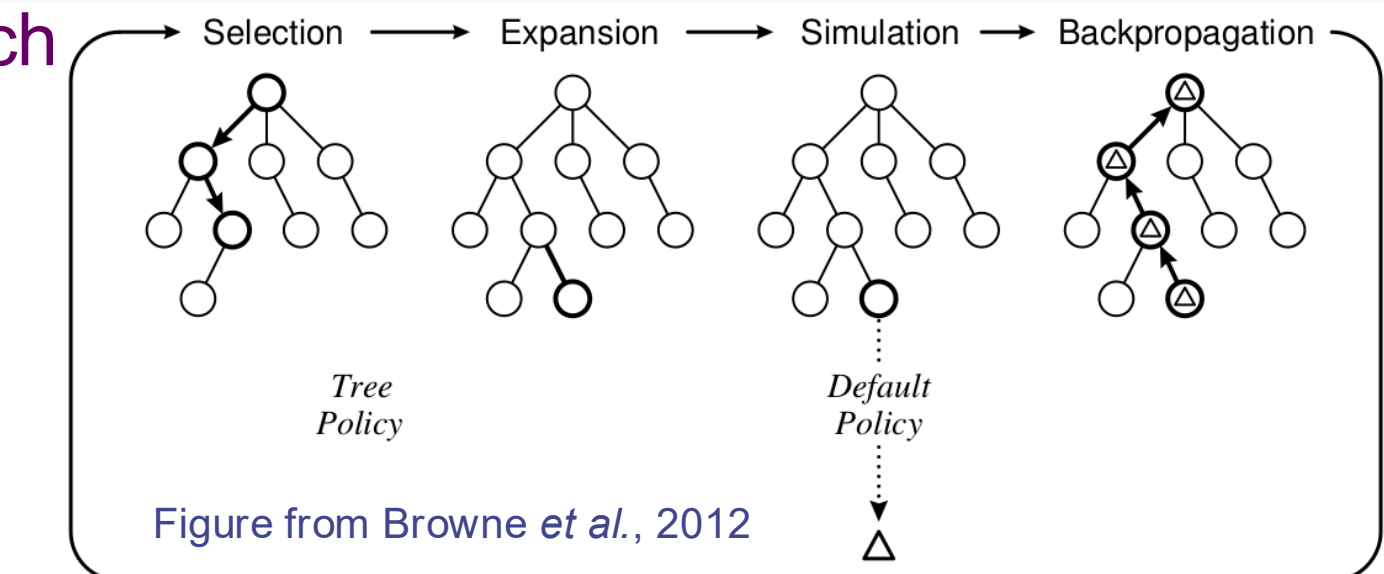 ch
Selection Expansion Simulation Backpropagation
Tree
Policy
Default
Policy
Figure from Browne et al., 2012